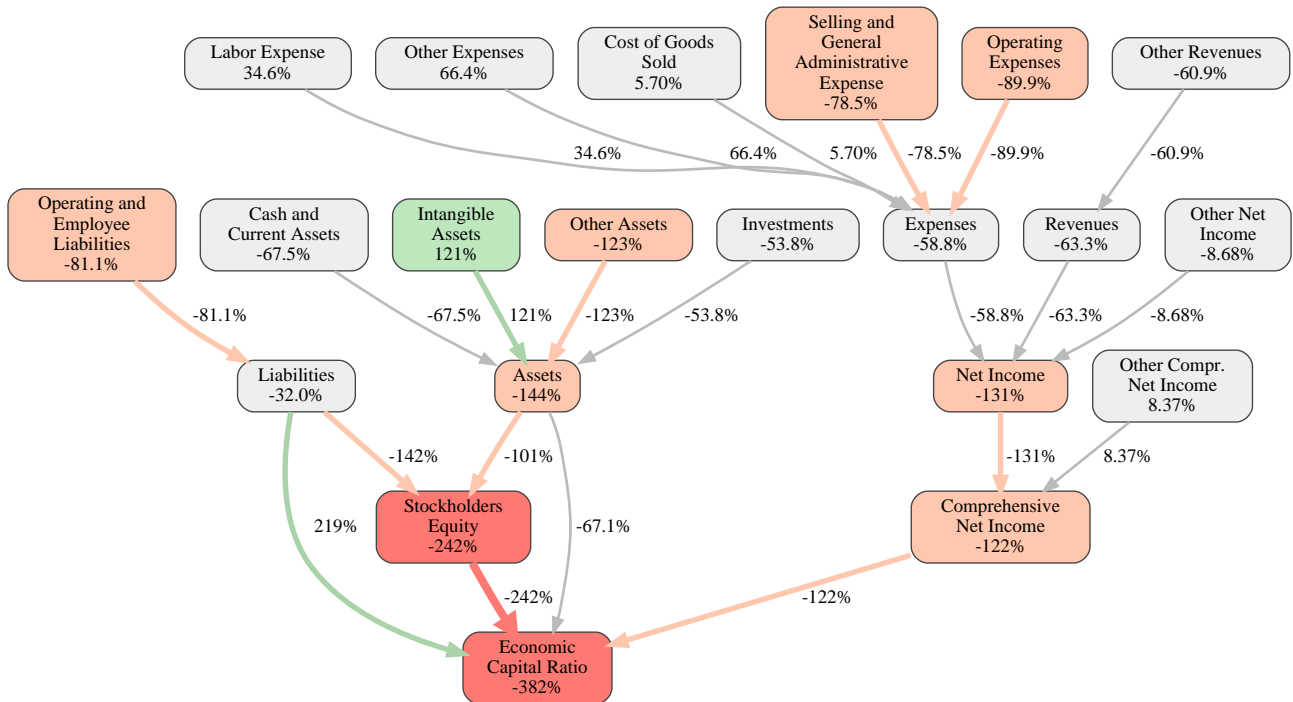 Labor Expense
34.6%
Other Expenses
66.4%
Cost of Goods
Sold
5.70%
Selling and
General
Administrative
Expense
-78.5%
Operating
Expenses
-89.9%
Other Revenues
-60.9%
34.6%
66.4%
5.70%
-78.5%
-89.9%
-60.9%
Operating and
Employee
Liabilities
-81.1%
Cash and
Current Assets
-67.5%
Intangible
Assets
121%
Other Assets
-123%
Investments
-53.8%
Expenses
-58.8%
Revenues
-63.3%
Other Net
Income
-8.68%
-81.1%
-67.5%
121%
-123%
-53.8%
-58.8%
-63.3%
-8.68%
Liabilities
-32.0%
Assets
-144%
Net Income
-131%
Other Compr.
Net Income
8.37%
-142%
-101%
-131%
8.37%
Stockholders
Equity
-242%
Comprehensive
Net Income
-122%
219%
-67.1%
-242%
-122%
Economic
Capital Ratio
-382%